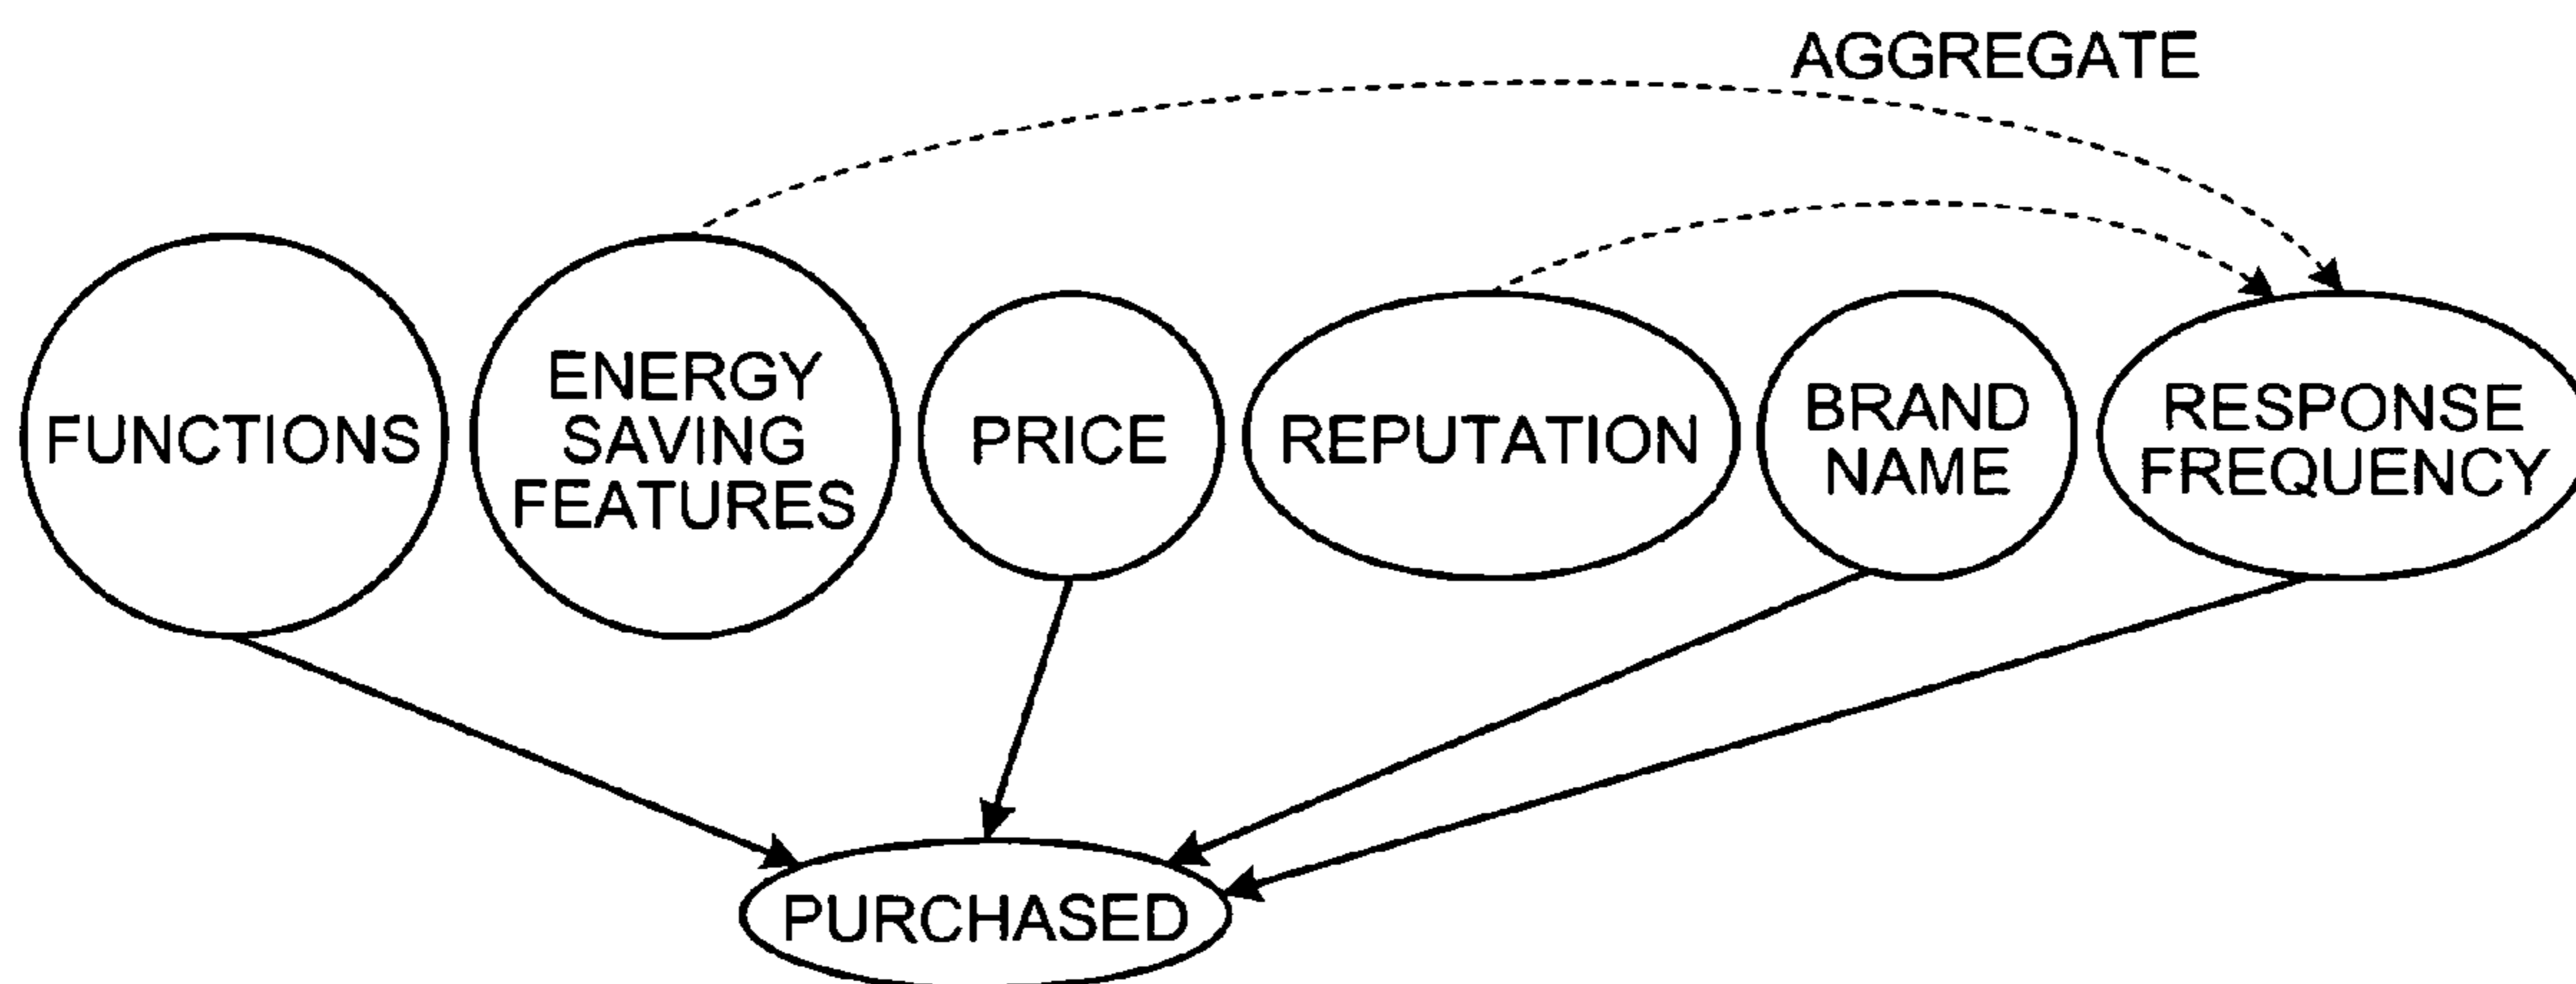 AGGREGATE
FUNCTIONS
ENERGY
SAVING
FEATURES
PRICE
REPUTATION
BRAND
NAME
RESPONSE
FREQUENCY
PURCHASED